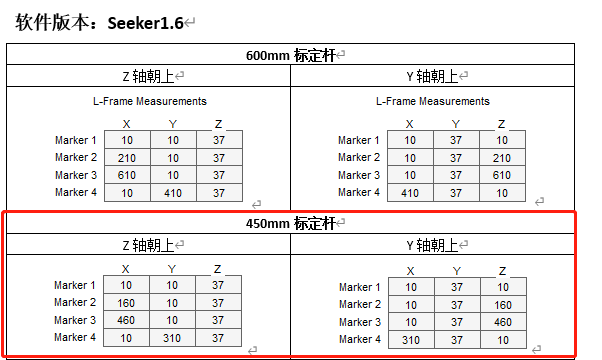 软件版本：Seeker1.6
600mm 标定杆
Z 轴朝上 Y 轴朝上
L-Frame Measurements L-Frame Measurements
X Y Z X Y Z
Marker 1 10 10 37 Marker 1 10 37 10
Marker 2 210 10 37 Marker 2 10 37 210
Marker 3 610 10 37 Marker 3 10 37 610
Marker 4 10 410 37 Marker 4 410 37 10
450mm 标定杆
Z 轴朝上 Y 轴朝上
X Y Z X Y Z
Marker 1 10 10 37 Marker 1 10 37 10
Marker 2 160 10 37 Marker 2 10 37 160
Marker 3 460 10 37 Marker 3 10 37 460
Marker 4 10 310 37 Marker 4 310 37 10